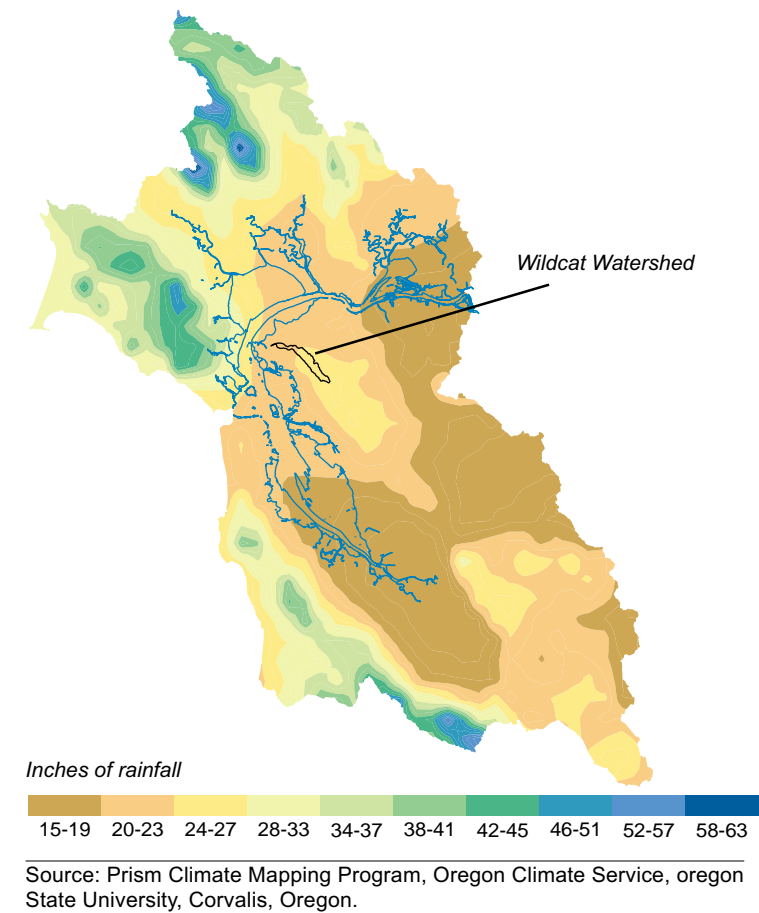 Wildcat Watershed
Inches of rainfall
15-19 20-23 24-27 28-33 34-37 38-41 42-45 46-51 52-57 58-63
Source: Prism Climate Mapping Program, Oregon Climate Service, oregon
State University, Corvalis, Oregon.